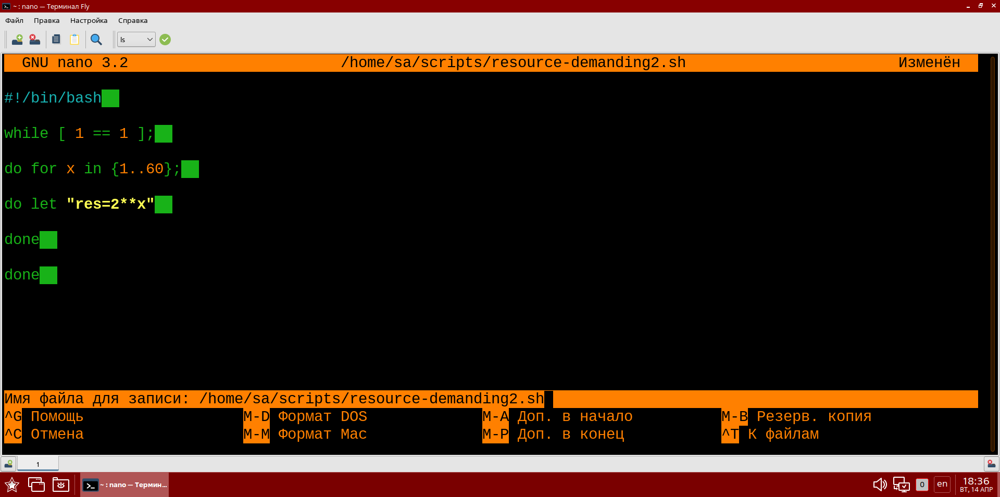 ~ : nano — Терминал Fly
Файл Правка Настройка Справка
ls
GNU nano 3.2 /home/sa/scripts/resource-demanding2.sh Изменён
#!/bin/bash
while [ 1 == 1 ];
do for x in {1..60};
do let "res=2**x"
done
done
Имя файла для записи: /home/sa/scripts/resource-demanding2.sh
^G Помощь M-D Формат DOS M-A Доп. в начало M-B Резерв. копия
^C Отмена M-M Формат Mac M-P Доп. в конец ^T К файлам
1
~ : nano — Термин... 0 en 18:36
ВТ, 14 АПР